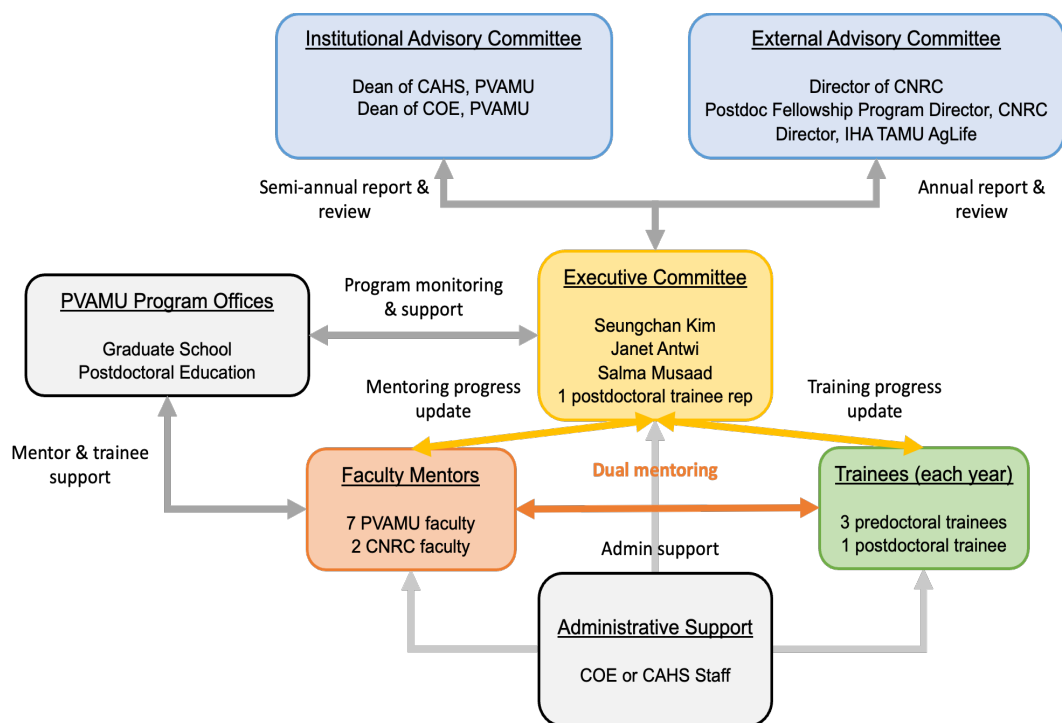 Institutional Advisory Committee
Dean of CAHS, PVAMU
Dean of COE, PVAMU
External Advisory Committee
Director of CNRC
Postdoc Fellowship Program Director, CNRC
Director, IHA TAMU AgLife
Semi-annual report &
review
Annual report &
review
PVAMU Program Offices
Graduate School
Postdoctoral Education
Program monitoring
& support
Executive Committee
Seungchan Kim
Janet Antwi
Salma Musaad
1 postdoctoral trainee rep
Mentoring progress
update
Training progress
update
Mentor & trainee
support
Faculty Mentors
7 PVAMU faculty
2 CNRC faculty
Dual mentoring
Trainees (each year)
3 predoctoral trainees
1 postdoctoral trainee
Admin support
Administrative Support
COE or CAHS Staff